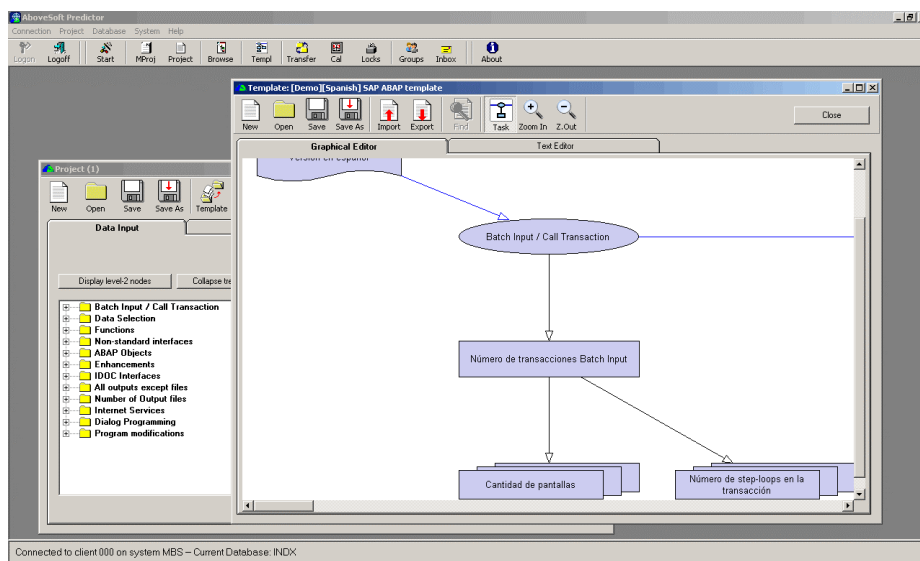 AboveSoft Predictor
Connection Project Database System Help
Logon Logoff Start MProj Project Browse Templ Transfer Cal Locks Groups Inbox About
Template: [Demo][Spanish] SAP ABAP template
New Open Save Save As Import Export Find Task Zoom In Z.Out Close
Graphical Editor Text Editor
Versión en español
Batch Input / Call Transaction
Número de transacciones Batch Input
Cantidad de pantallas
Número de step-loops en la
transacción
Project (1)
New Open Save Save As Template
Data Input
Display level-2 nodes Collapse tre
Batch Input / Call Transaction
Data Selection
Functions
Non-standard interfaces
ABAP Objects
Enhancements
IDOC Interfaces
All outputs except files
Number of Output files
Internet Services
Dialog Programming
Program modifications
Connected to client 000 on system MBS – Current Database: INDX